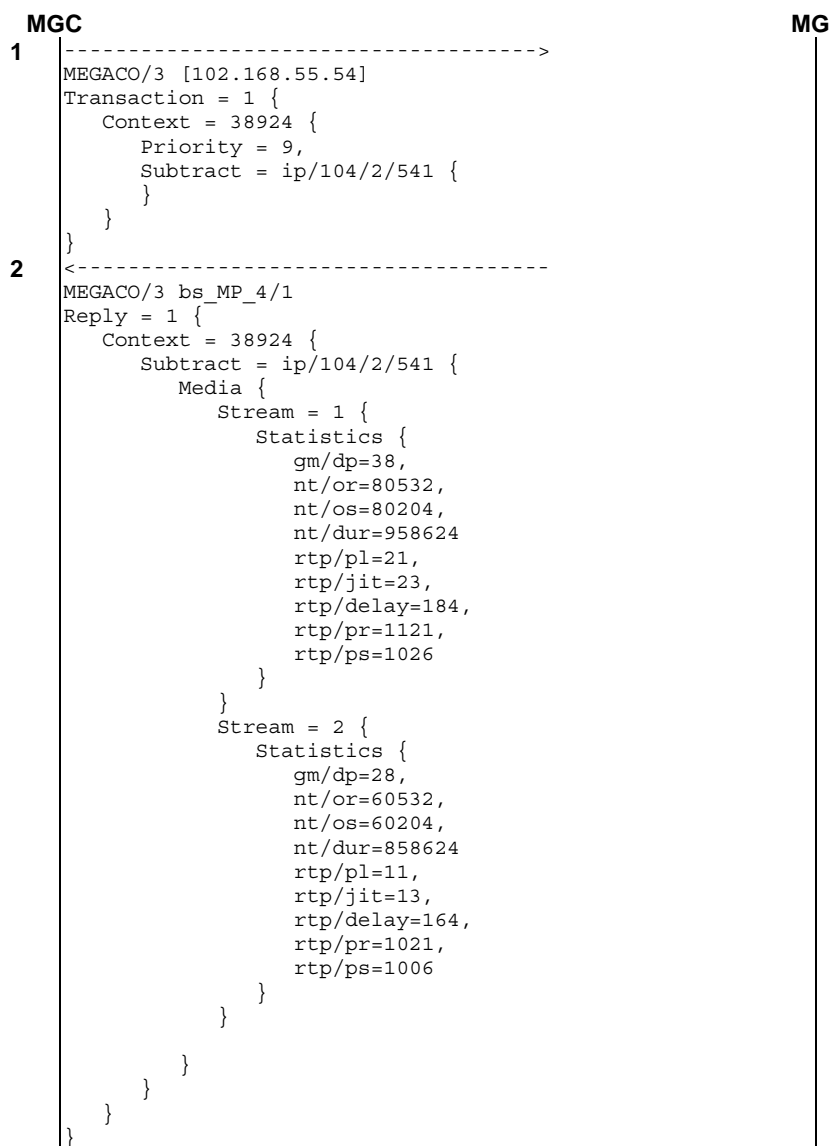 MGC MG
1 ------------------------------------->
MEGACO/3 [102.168.55.54]
Transaction = 1 {
   Context = 38924 {
      Priority = 9,
      Subtract = ip/104/2/541 {
      }
   }
}
2 <-------------------------------------
MEGACO/3 bs_MP_4/1
Reply = 1 {
   Context = 38924 {
      Subtract = ip/104/2/541 {
         Media {
            Stream = 1 {
               Statistics {
                  gm/dp=38,
                  nt/or=80532,
                  nt/os=80204,
                  nt/dur=958624
                  rtp/pl=21,
                  rtp/jit=23,
                  rtp/delay=184,
                  rtp/pr=1121,
                  rtp/ps=1026
               }
            }
            Stream = 2 {
               Statistics {
                  gm/dp=28,
                  nt/or=60532,
                  nt/os=60204,
                  nt/dur=858624
                  rtp/pl=11,
                  rtp/jit=13,
                  rtp/delay=164,
                  rtp/pr=1021,
                  rtp/ps=1006
               }
            }
         }
      }
   }
}